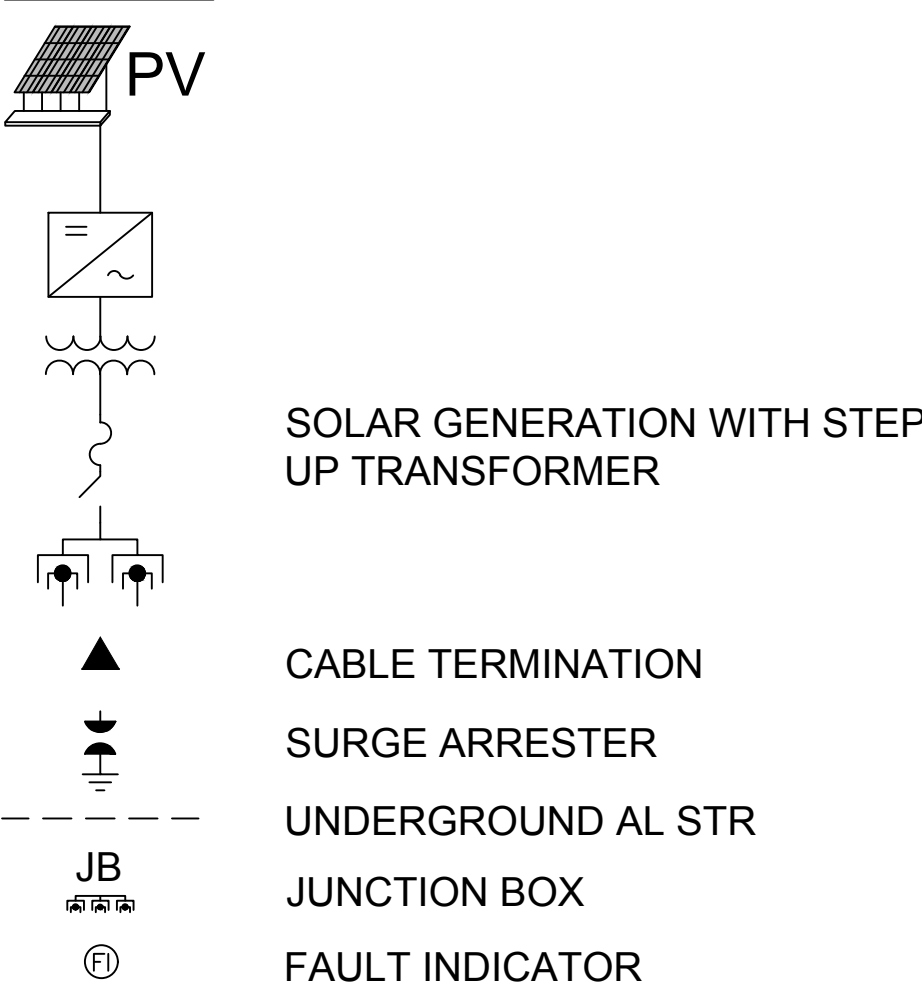 PV
SOLAR GENERATION WITH STEP
UP TRANSFORMER
CABLE TERMINATION
SURGE ARRESTER
UNDERGROUND AL STR
JB
JUNCTION BOX
FI
FAULT INDICATOR